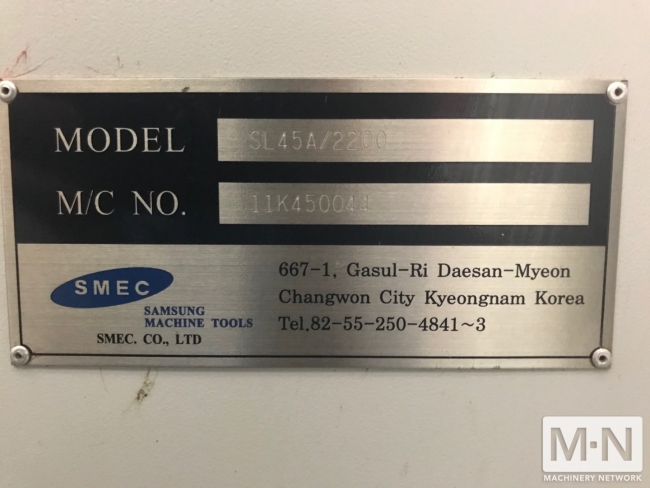 MODEL SL45A/2200
M/C NO.
SMEC
SAMSUNG
MACHINE TOOLS
SMEC. CO., LTD
667-1, Gasul-Ri Daesan-Myeon
Changwon City Kyeongnam Korea
Tel.82-55-250-4841~3
M·N
MACHINERY NETWORK